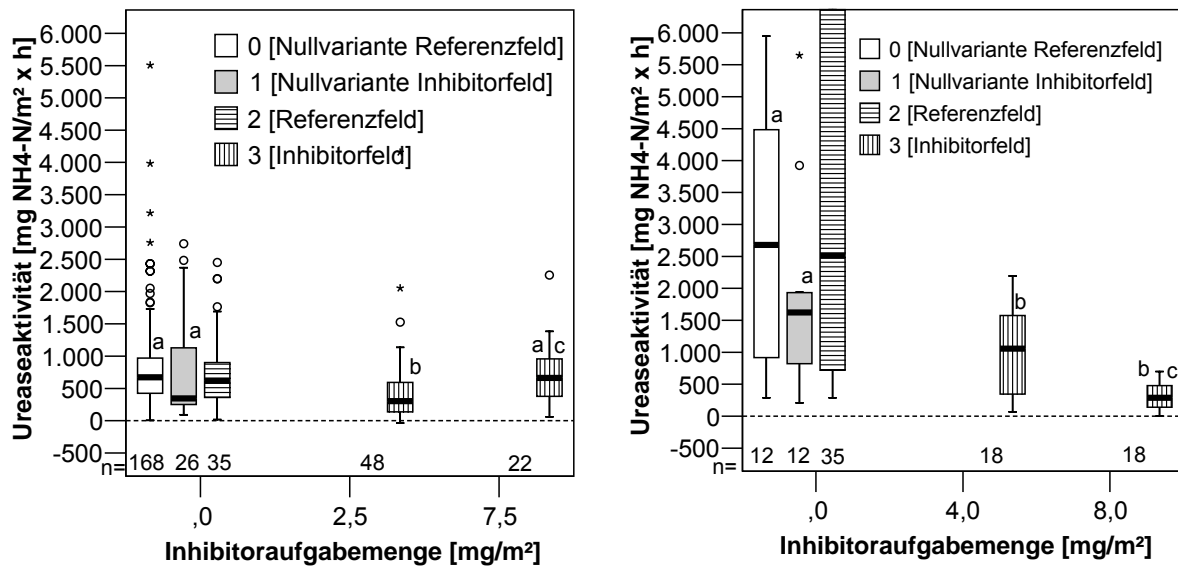 Ureaseaktivität [mg NH4-N/m² x h]
6.000
5.500
5.000
4.500
4.000
3.500
3.000
2.500
2.000
1.500
1.000
500
0
-500
0 [Nullvariante Referenzfeld]
1 [Nullvariante Inhibitorfeld]
2 [Referenzfeld]
3 [Inhibitorfeld]
a
a
b
a c
n= 168 26 35 48 22
,0 2,5 7,5
Inhibitoraufgabemenge [mg/m²]
Ureaseaktivität [mg NH4-N/m² x h]
6.000
5.500
5.000
4.500
4.000
3.500
3.000
2.500
2.000
1.500
1.000
500
0
-500
0 [Nullvariante Referenzfeld]
1 [Nullvariante Inhibitorfeld]
2 [Referenzfeld]
3 [Inhibitorfeld]
a
a
b
b c
n= 12 12 35 18 18
,0 4,0 8,0
Inhibitoraufgabemenge [mg/m²]